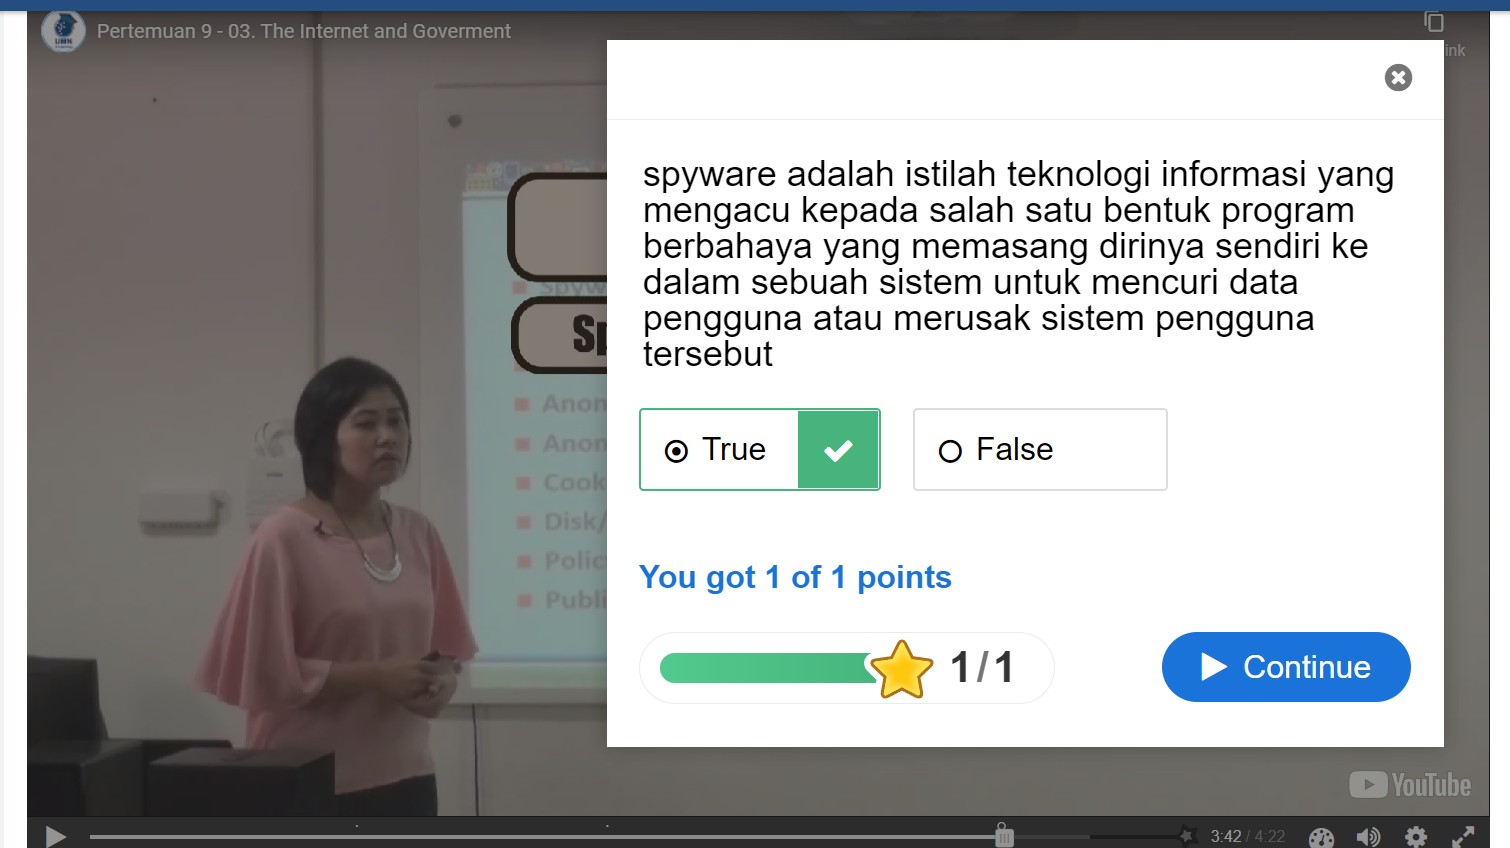 UMN
Pertemuan 9 - 03. The Internet and Goverment
ink
spyware adalah istilah teknologi informasi yang
mengacu kepada salah satu bentuk program
berbahaya yang memasang dirinya sendiri ke
dalam sebuah sistem untuk mencuri data
pengguna atau merusak sistem pengguna
tersebut
Spyw
Sp
Anon
Anon
Cook
Disk/
Polic
Publi
True
False
You got 1 of 1 points
1/1
Continue
YouTube
3:42 / 4:22